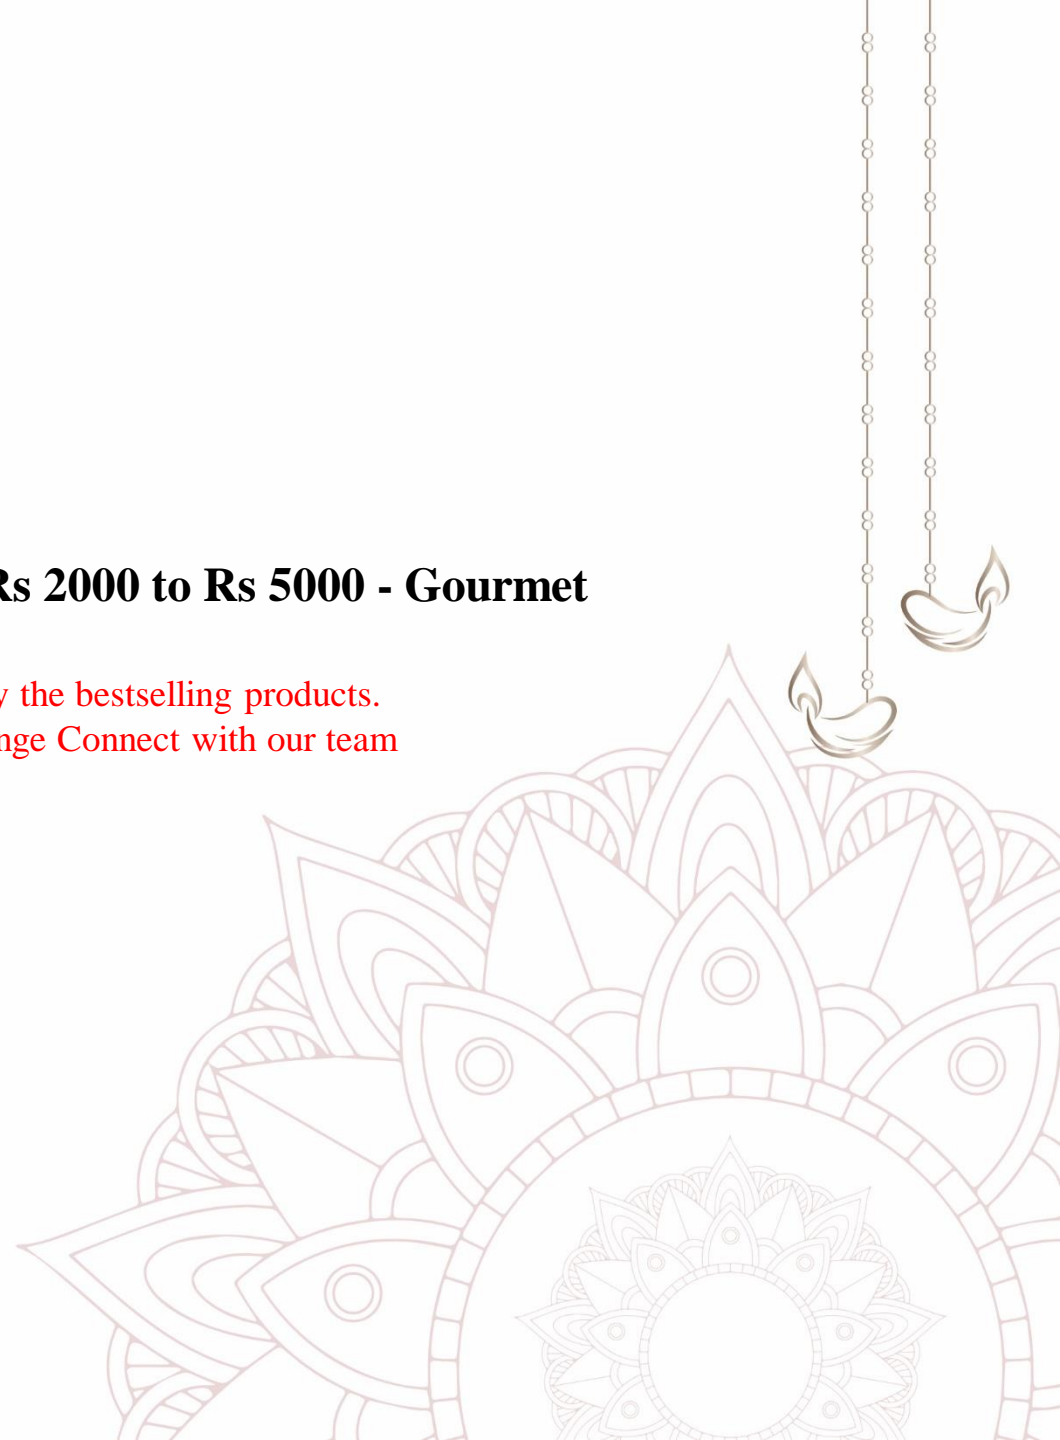 Rs 2000 to Rs 5000 - Gourmet
the bestselling products.
Connect with our team